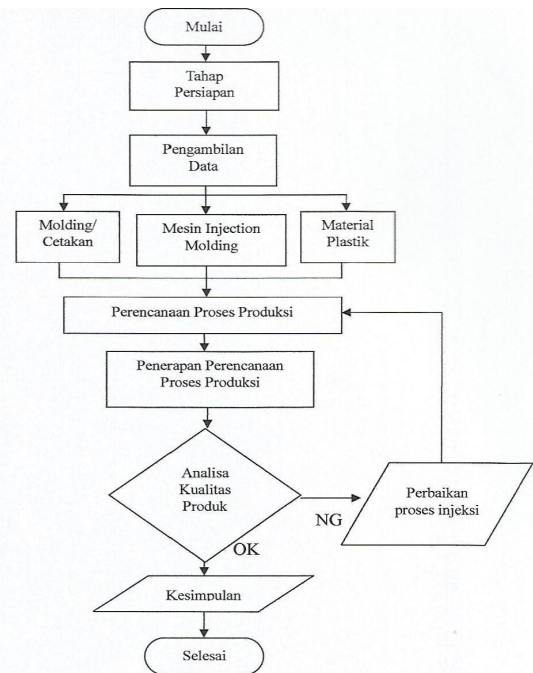 Mulai
Tahap
Persiapan
Pengambilan
Data
Molding/
Cetakan
Mesin Injection
Molding
Material
Plastik
Perencanaan Proses Produksi
Penerapan Perencanaan
Proses Produksi
Analisa
Kualitas
Produk
NG
Perbaikan
proses injeksi
OK
Kesimpulan
Selesai